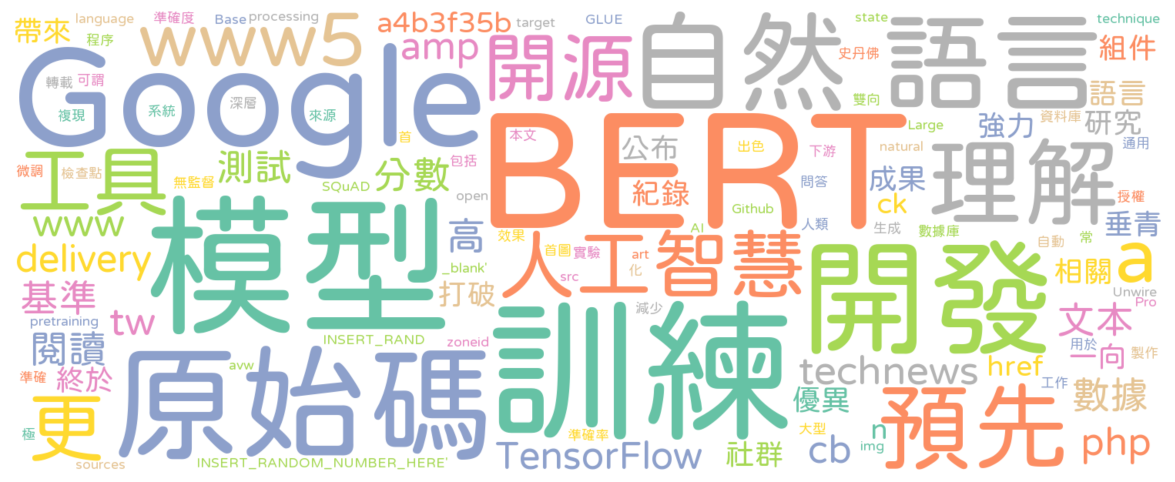 帶來
language
準確度
Base
processing
a4b3f35b
target
GLUE
state
technique
程序
www5
amp
開源
自然
語言
史丹佛
組件
Google
轉載
可謂
複現
系統
深層
來源
首
本文
BERT
公布
出色
下游
雙向
Large
natural
資料庫
語言
強力
研究
通用
工具
測試
微調
檢查點
無監督
SQuAD
分數
包括
open
紀錄
Github
問答
人類
AI
生成
數據庫
成果
ck
理解
授權
垂青
自動
常
www
模型
高
效果
首圖
實驗
art
化
人工智慧
src
delivery
_blank'
打破
開發
相關
a
Unwire
Pro
基準
tw
pretraining
INSERT_RAND
zoneid
減少
訓練
文本
用於
一向
製作
閱讀
準確
終於
原始碼
avw
technews
href
工作
數據
優異
預先
更
極
sources
INSERT_RANDOM_NUMBER_HERE'
TensorFlow
準確率
社群
大型
cb
n
img
php